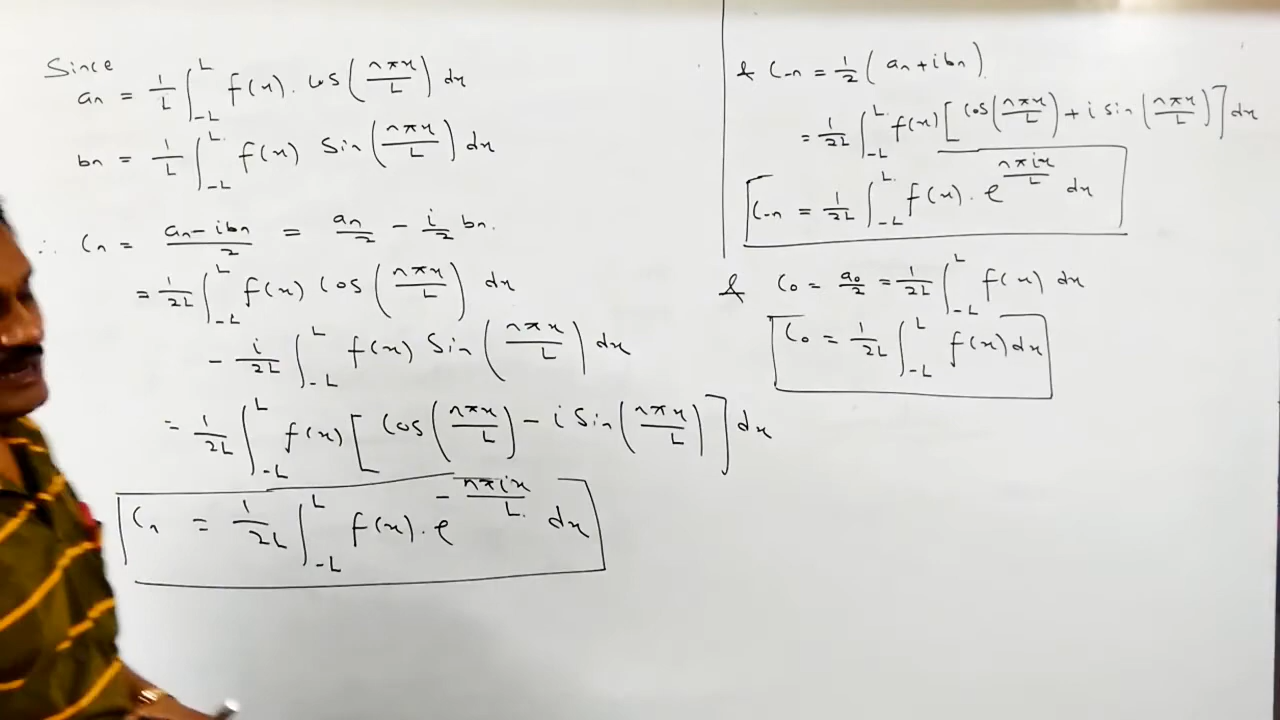 Since
an = 1/L ∫_{-L}^{L} f(x). cos(nπx/L) dx
bn = 1/L ∫_{-L}^{L} f(x) Sin(nπx/L) dx
∴ Cn = (an - ibn)/2 = an/2 - i/2 bn.
= 1/2L ∫_{-L}^{L} f(x) Cos(nπx/L) dx
- i/2L ∫_{-L}^{L} f(x) Sin(nπx/L) dx
= 1/2L ∫_{-L}^{L} f(x) [Cos(nπx/L) - i Sin(nπx/L)] dx
Cn = 1/2L ∫_{-L}^{L} f(x). e^{-nπix/L} dx
& C-n = 1/2 (an + ibn)
= 1/2L ∫_{-L}^{L} f(x) [Cos(nπx/L) + i sin(nπx/L)] dx
C-n = 1/2L ∫_{-L}^{L} f(x). e^{nπix/L} dx
& C0 = a0/2 = 1/2L ∫_{-L}^{L} f(x) dx
C0 = 1/2L ∫_{-L}^{L} f(x) dx